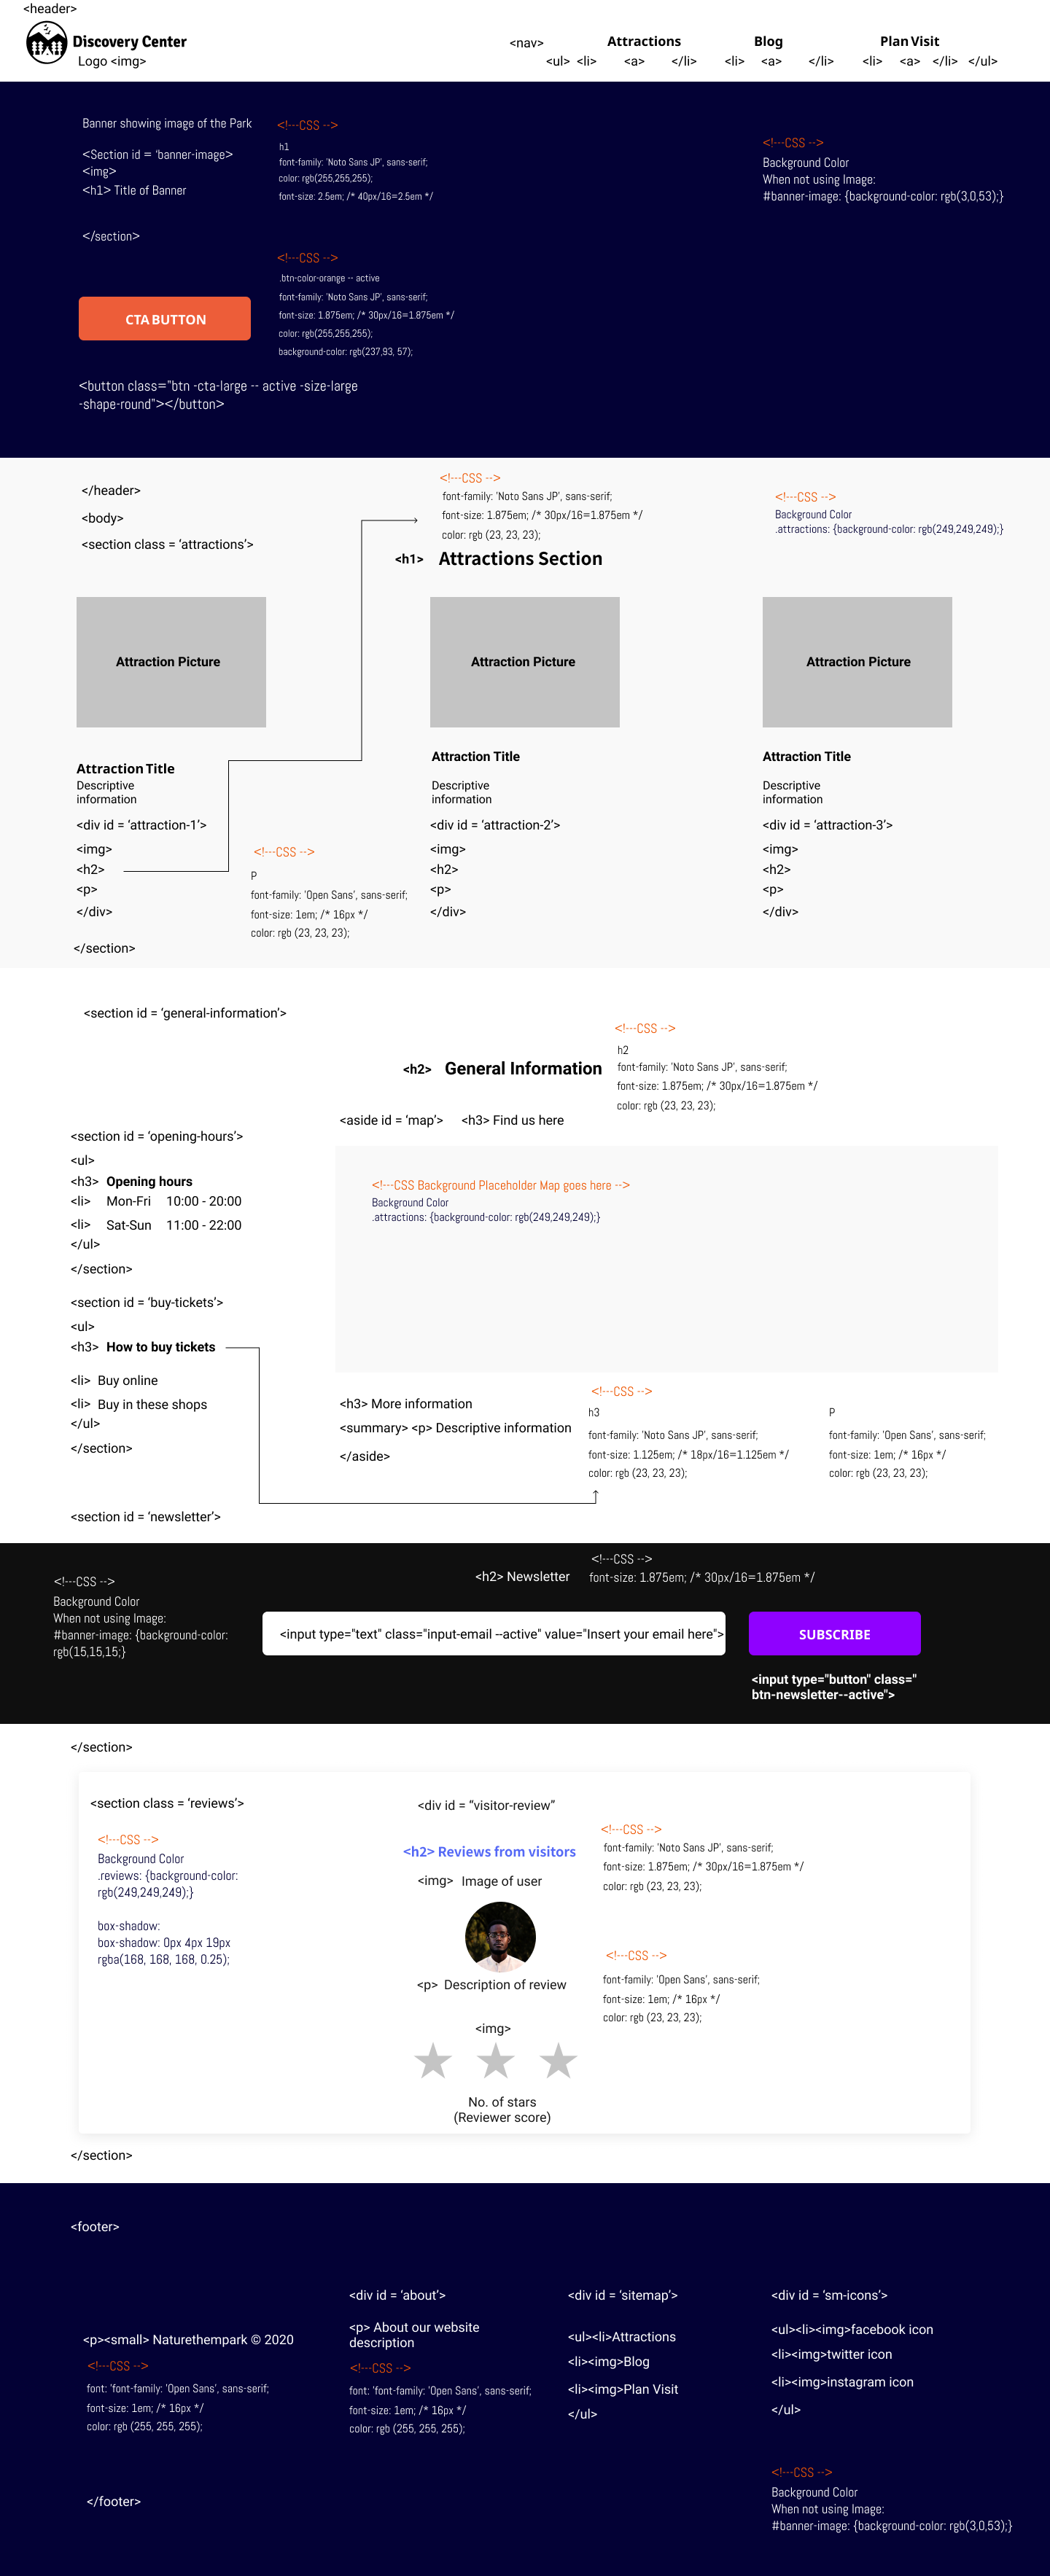 <header>
Discovery Center
Logo <img>
<nav>
Attractions
Blog
Plan Visit
<ul> <li> <a> </li> <li> <a> </li> <li> <a> </li> </ul>
Banner showing image of the Park
<Section id = ‘banner-image>
<img>
<h1> Title of Banner
</section>
<!---CSS -->
h1
font-family: 'Noto Sans JP', sans-serif;
color: rgb(255,255,255);
font-size: 2.5em; /* 40px/16=2.5em */
<!---CSS -->
Background Color
When not using Image:
#banner-image: {background-color: rgb(3,0,53);}
<!---CSS -->
.btn-color-orange -- active
font-family: 'Noto Sans JP', sans-serif;
font-size: 1.875em; /* 30px/16=1.875em */
color: rgb(255,255,255);
background-color: rgb(237,93, 57);
CTA BUTTON
<button class="btn -cta-large -- active -size-large
-shape-round"></button>
</header>
<body>
<section class = ‘attractions’>
<!---CSS -->
font-family: 'Noto Sans JP', sans-serif;
font-size: 1.875em; /* 30px/16=1.875em */
color: rgb (23, 23, 23);
<h1> Attractions Section
<!---CSS -->
Background Color
.attractions: {background-color: rgb(249,249,249);}
Attraction Picture
Attraction Picture
Attraction Picture
Attraction Title
Descriptive
information
<div id = ‘attraction-1’>
<img>
<h2>
<p>
</div>
</section>
<!---CSS -->
P
font-family: 'Open Sans', sans-serif;
font-size: 1em; /* 16px */
color: rgb (23, 23, 23);
Attraction Title
Descriptive
information
<div id = ‘attraction-2’>
<img>
<h2>
<p>
</div>
Attraction Title
Descriptive
information
<div id = ‘attraction-3’>
<img>
<h2>
<p>
</div>
<section id = ‘general-information’>
<h2> General Information
<!---CSS -->
h2
font-family: 'Noto Sans JP', sans-serif;
font-size: 1.875em; /* 30px/16=1.875em */
color: rgb (23, 23, 23);
<aside id = ‘map’> <h3> Find us here
<section id = ‘opening-hours’>
<ul>
<h3> Opening hours
<li> Mon-Fri 10:00 - 20:00
<li> Sat-Sun 11:00 - 22:00
</ul>
</section>
<!---CSS Background Placeholder Map goes here -->
Background Color
.attractions: {background-color: rgb(249,249,249);}
<section id = ‘buy-tickets’>
<ul>
<h3> How to buy tickets
<li> Buy online
<li> Buy in these shops
</ul>
</section>
<h3> More information
<summary> <p> Descriptive information
</aside>
<!---CSS -->
h3
font-family: 'Noto Sans JP', sans-serif;
font-size: 1.125em; /* 18px/16=1.125em */
color: rgb (23, 23, 23);
P
font-family: 'Open Sans', sans-serif;
font-size: 1em; /* 16px */
color: rgb (23, 23, 23);
<section id = ‘newsletter’>
<!---CSS -->
Background Color
When not using Image:
#banner-image: {background-color:
rgb(15,15,15;}
<h2> Newsletter
<!---CSS -->
font-size: 1.875em; /* 30px/16=1.875em */
<input type="text" class="input-email --active" value="Insert your email here">
SUBSCRIBE
<input type="button" class="
btn-newsletter--active">
</section>
<section class = ‘reviews’>
<!---CSS -->
Background Color
.reviews: {background-color:
rgb(249,249,249);}
box-shadow:
box-shadow: 0px 4px 19px
rgba(168, 168, 168, 0.25);
<div id = “visitor-review”
<h2> Reviews from visitors
<img> Image of user
<p> Description of review
<img>
No. of stars
(Reviewer score)
<!---CSS -->
font-family: 'Noto Sans JP', sans-serif;
font-size: 1.875em; /* 30px/16=1.875em */
color: rgb (23, 23, 23);
<!---CSS -->
font-family: 'Open Sans', sans-serif;
font-size: 1em; /* 16px */
color: rgb (23, 23, 23);
</section>
<footer>
<p><small> Naturethempark © 2020
<!---CSS -->
font: 'font-family: 'Open Sans', sans-serif;
font-size: 1em; /* 16px */
color: rgb (255, 255, 255);
</footer>
<div id = ‘about’>
<p> About our website
description
<!---CSS -->
font: 'font-family: 'Open Sans', sans-serif;
font-size: 1em; /* 16px */
color: rgb (255, 255, 255);
<div id = ‘sitemap’>
<ul><li>Attractions
<li><img>Blog
<li><img>Plan Visit
</ul>
<div id = ‘sm-icons’>
<ul><li><img>facebook icon
<li><img>twitter icon
<li><img>instagram icon
</ul>
<!---CSS -->
Background Color
When not using Image:
#banner-image: {background-color: rgb(3,0,53);}